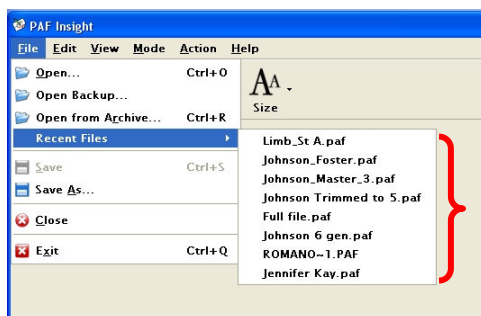 PAF Insight
File Edit View Mode Action Help
Open... Ctrl+O
Open Backup...
Open from Archive... Ctrl+R
Recent Files
Save Ctrl+S
Save As...
Close
Exit Ctrl+Q
AA
Size
Limb_St A.paf
Johnson_Foster.paf
Johnson_Master_3.paf
Johnson Trimmed to 5.paf
Full file.paf
Johnson 6 gen.paf
ROMANO~1.PAF
Jennifer Kay.paf